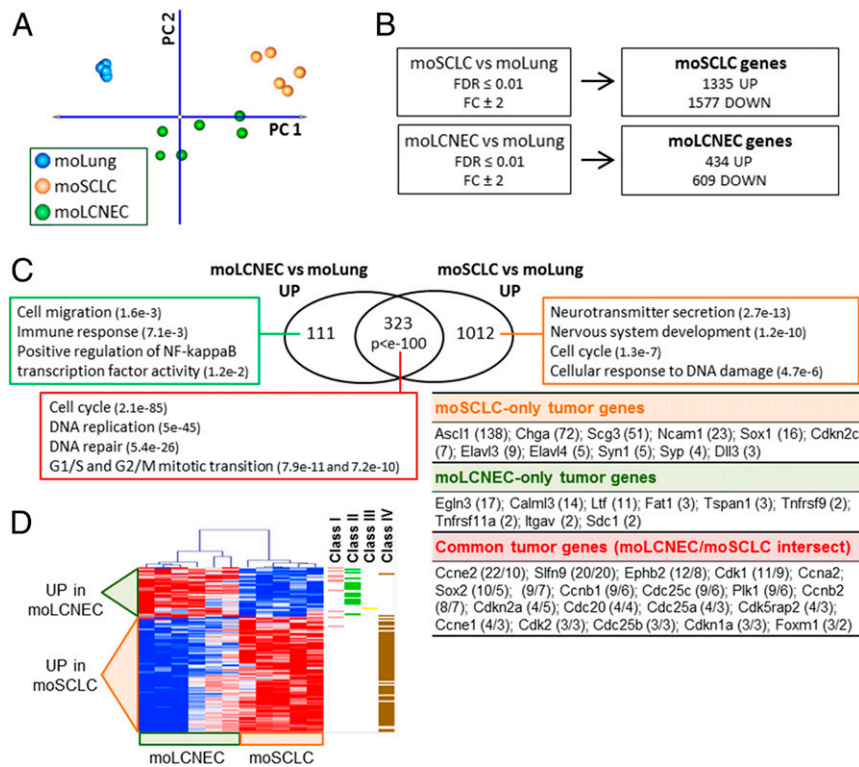 A
PC 2
PC 1
moLung
moSCLC
moLCNEC
B
moSCLC vs moLung
FDR ≤ 0.01
FC ± 2
moSCLC genes
1335 UP
1577 DOWN
moLCNEC vs moLung
FDR ≤ 0.01
FC ± 2
moLCNEC genes
434 UP
609 DOWN
C
moLCNEC vs moLung
UP
moSCLC vs moLung
UP
111
323
p<e-100
1012
Cell migration (1.6e-3)
Immune response (7.1e-3)
Positive regulation of NF-kappaB
transcription factor activity (1.2e-2)
Neurotransmitter secretion (2.7e-13)
Nervous system development (1.2e-10)
Cell cycle (1.3e-7)
Cellular response to DNA damage (4.7e-6)
Cell cycle (2.1e-85)
DNA replication (5e-45)
DNA repair (5.4e-26)
G1/S and G2/M mitotic transition (7.9e-11 and 7.2e-10)
moSCLC-only tumor genes
Ascl1 (138); Chga (72); Scg3 (51); Ncam1 (23); Sox1 (16); Cdkn2c
(7); Elavl3 (9); Elavl4 (5); Syn1 (5); Syp (4); Dll3 (3)
moLCNEC-only tumor genes
Egln3 (17); Calml3 (14); Ltf (11); Fat1 (3); Tspan1 (3); Tnfrsf9 (2);
Tnfrsf11a (2); Itgav (2); Sdc1 (2)
Common tumor genes (moLCNEC/moSCLC intersect)
Ccne2 (22/10); Slfn9 (20/20); Ephb2 (12/8); Cdk1 (11/9); Ccna2;
Sox2 (10/5); (9/7); Ccnb1 (9/6); Cdc25c (9/6); Plk1 (9/6); Ccnb2
(8/7); Cdkn2a (4/5); Cdc20 (4/4); Cdc25a (4/3); Cdk5rap2 (4/3);
Ccne1 (4/3); Cdk2 (3/3); Cdc25b (3/3); Cdkn1a (3/3); Foxm1 (3/2)
D
Class I
Class II
Class III
Class IV
UP in
moLCNEC
UP in
moSCLC
moLCNEC
moSCLC